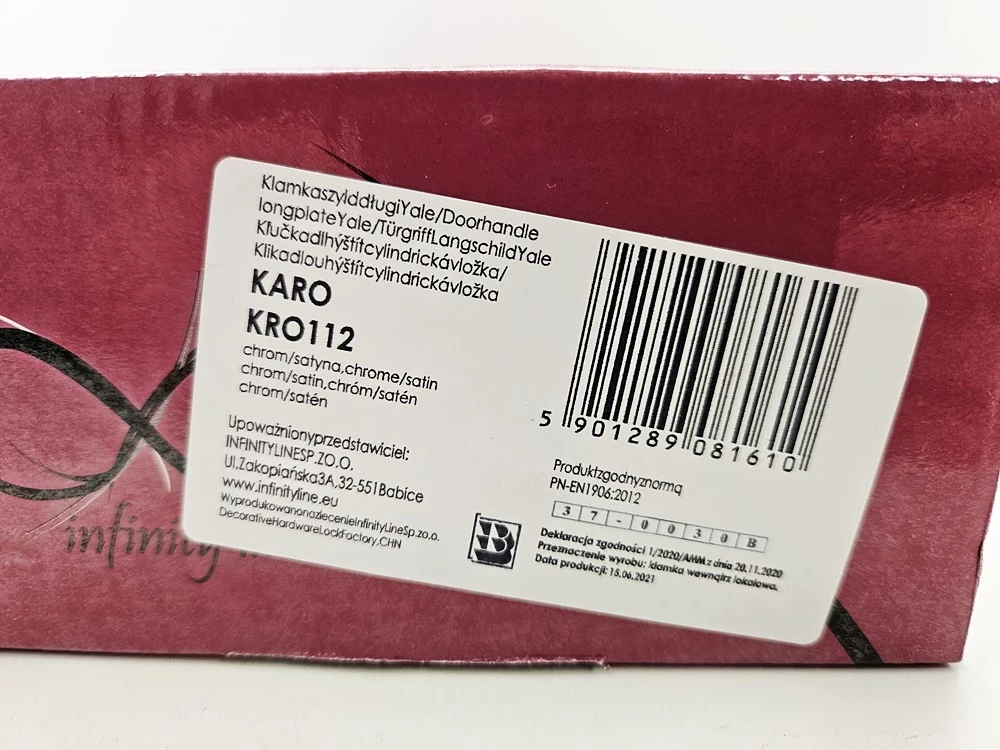 KlamkaszylddługiYale/Doorhandle
longplateYale/TürgriffLangschildYale
Kľučkadlhýštítcylindrickávložka/
Klikadlouhýštítcylindrickávložka
KARO
KRO112
chrom/satyna,chrome/satin
chrom/satin,chróm/satén
chrom/satén
Upoważnionyprzedstawiciel:
INFINITYLINESP.ZO.O.
Ul.Zakopiańska3A,32-551Babice
www.infinityline.eu
WyprodukowanonazlecenieInfinityLineSp.zo.o.
DecorativeHardwareLockFactory,CHN
5 901289 081610
Produktzgodnyznormą
PN-EN1906:2012
37-0030B
B
Deklaracja zgodności 1/2020/AMM z dnia 20.11.2020
Przeznaczenie wyrobu: klamka wewnątrz lokalowa.
Data produkcji: 15.06.2021
infinity